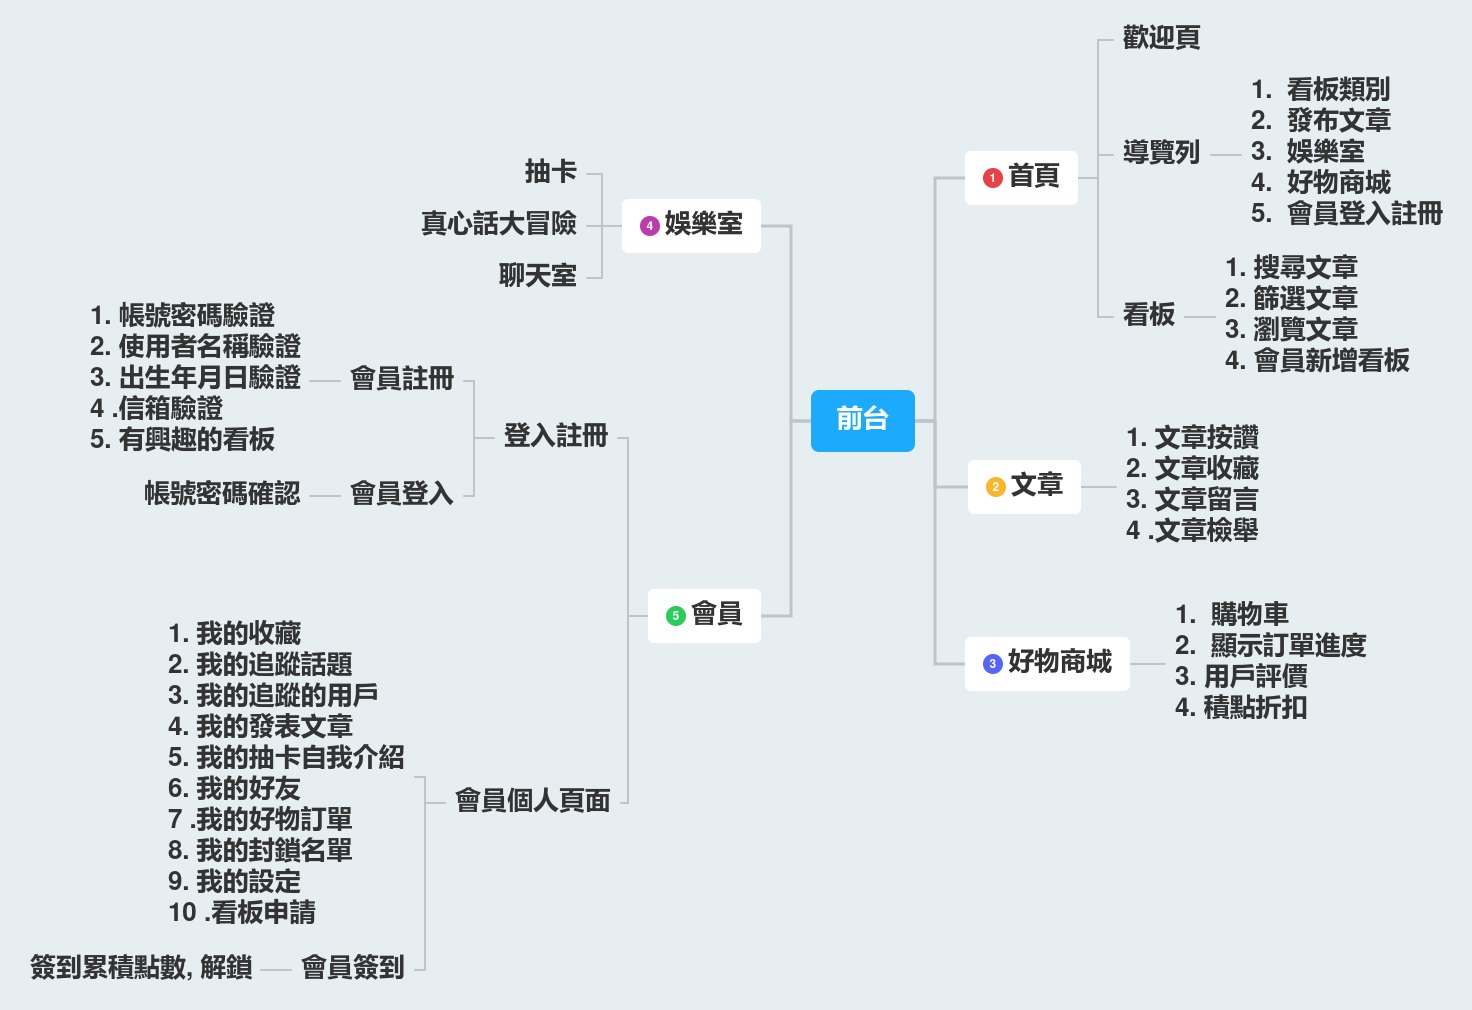 前台
1 首頁
歡迎頁
導覽列
1. 看板類別
2. 發布文章
3. 娛樂室
4. 好物商城
5. 會員登入註冊
看板
1. 搜尋文章
2. 篩選文章
3. 瀏覽文章
4. 會員新增看板
2 文章
1. 文章按讚
2. 文章收藏
3. 文章留言
4 .文章檢舉
3 好物商城
1. 購物車
2. 顯示訂單進度
3. 用戶評價
4. 積點折扣
4 娛樂室
抽卡
真心話大冒險
聊天室
5 會員
登入註冊
會員註冊
1. 帳號密碼驗證
2. 使用者名稱驗證
3. 出生年月日驗證
4 .信箱驗證
5. 有興趣的看板
會員登入
帳號密碼確認
會員個人頁面
1. 我的收藏
2. 我的追蹤話題
3. 我的追蹤的用戶
4. 我的發表文章
5. 我的抽卡自我介紹
6. 我的好友
7 .我的好物訂單
8. 我的封鎖名單
9. 我的設定
10 .看板申請
會員簽到
簽到累積點數, 解鎖